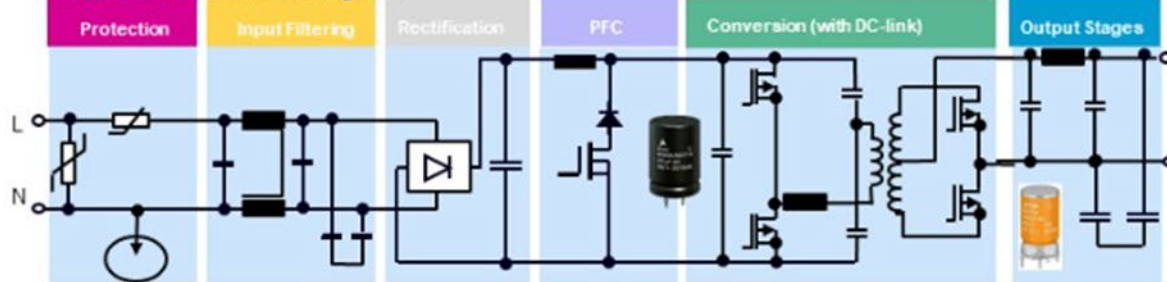 Protection
Input Filtering
Rectification
PFC
Conversion (with DC-link)
Output Stages
L
N